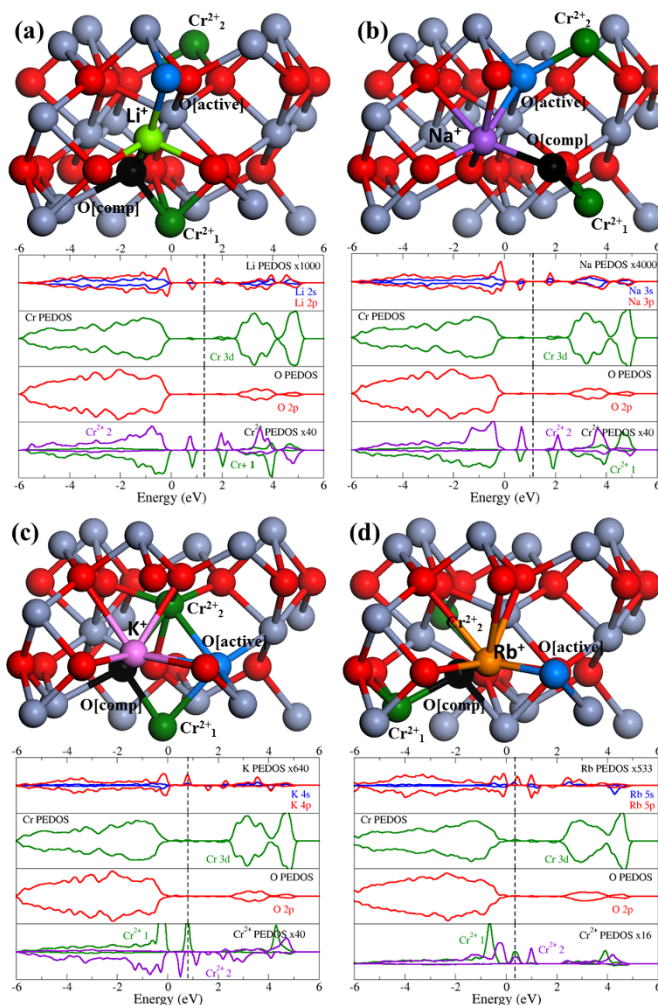 (a)
Cr²⁺₂
O[active]
Li⁺
O[comp]
Cr²⁺₁
-6 -4 -2 0 2 4 6
Li PEDOS x1000
Li 2s
Li 2p
Cr PEDOS
Cr 3d
O PEDOS
O 2p
Cr²⁺ 2
Cr²⁺ PEDOS x40
Cr+ 1
-6 -4 -2 0 2 4 6
Energy (eV)
(b)
Cr²⁺₂
O[active]
Na⁺
O[comp]
Cr²⁺₁
-6 -4 -2 0 2 4 6
Na PEDOS x4000
Na 3s
Na 3p
Cr PEDOS
Cr 3d
O PEDOS
O 2p
Cr²⁺ 2
Cr²⁺ PEDOS x40
Cr²⁺ 1
-6 -4 -2 0 2 4 6
Energy (eV)
(c)
K⁺
Cr²⁺₂
O[active]
O[comp]
Cr²⁺₁
-6 -4 -2 0 2 4 6
K PEDOS x640
K 4s
K 4p
Cr PEDOS
Cr 3d
O PEDOS
O 2p
Cr²⁺ 1
Cr²⁺ PEDOS x40
Cr²⁺ 2
-6 -4 -2 0 2 4 6
Energy (eV)
(d)
Cr²⁺₂
Rb⁺
O[active]
O[comp]
Cr²⁺₁
-6 -4 -2 0 2 4 6
Rb PEDOS x533
Rb 5s
Rb 5p
Cr PEDOS
Cr 3d
O PEDOS
O 2p
Cr²⁺ 1
Cr²⁺ 2
Cr²⁺ PEDOS x16
-6 -4 -2 0 2 4 6
Energy (eV)